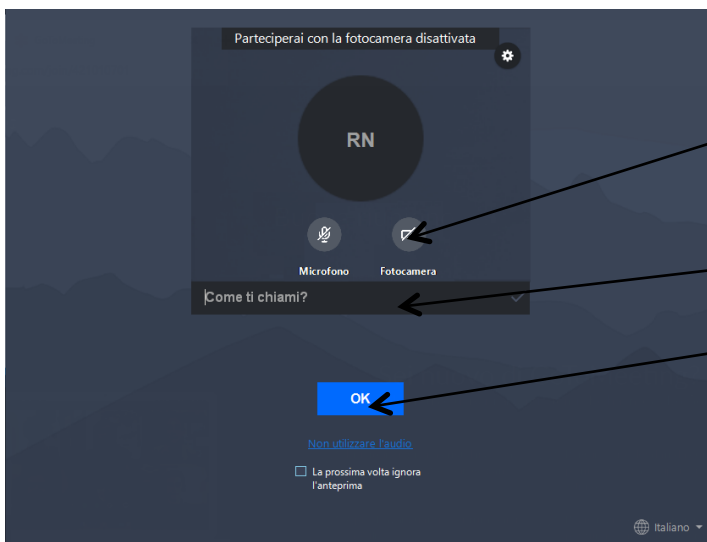 Parteciperai con la fotocamera disattivata
RN
Microfono Fotocamera
Come ti chiami?
OK
Non utilizzare l'audio
La prossima volta ignora
l'anteprima
Italiano